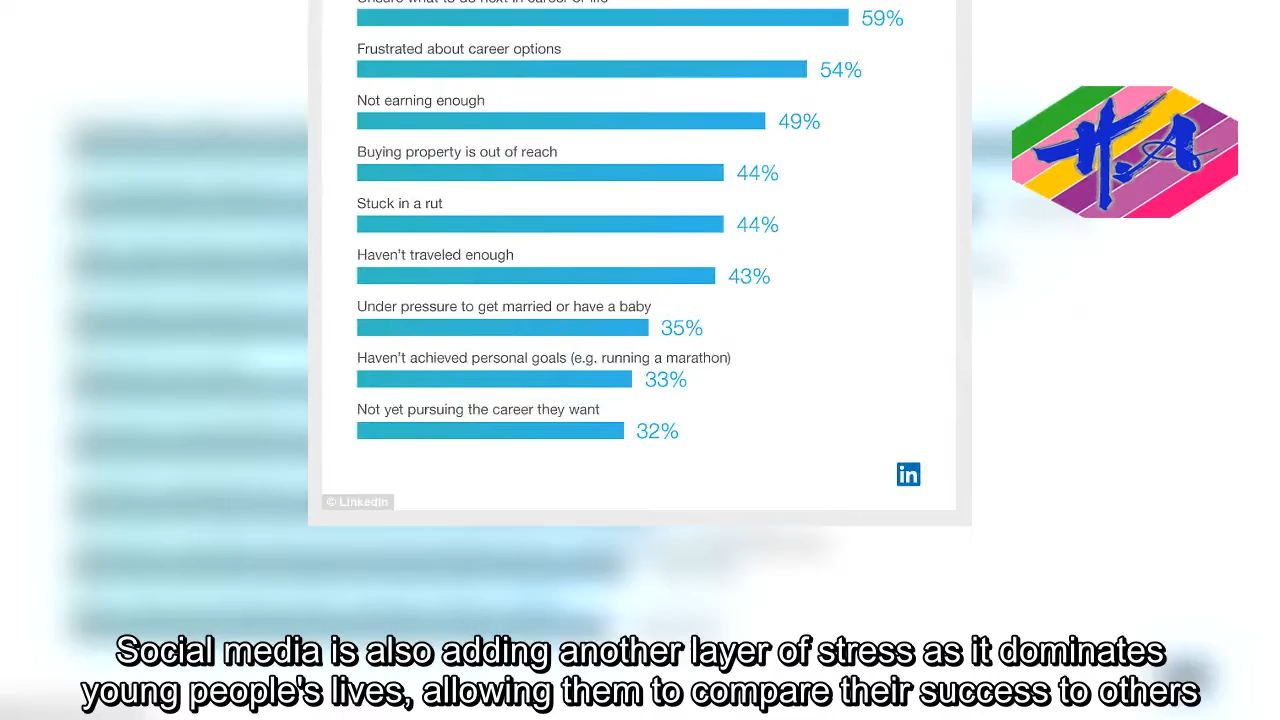 59%
Frustrated about career options
54%
Not earning enough
49%
Buying property is out of reach
44%
Stuck in a rut
44%
Haven't traveled enough
43%
Under pressure to get married or have a baby
35%
Haven't achieved personal goals (e.g. running a marathon)
33%
Not yet pursuing the career they want
32%
in
© LinkedIn
H.A
Social media is also adding another layer of stress as it dominates
young people's lives, allowing them to compare their success to others